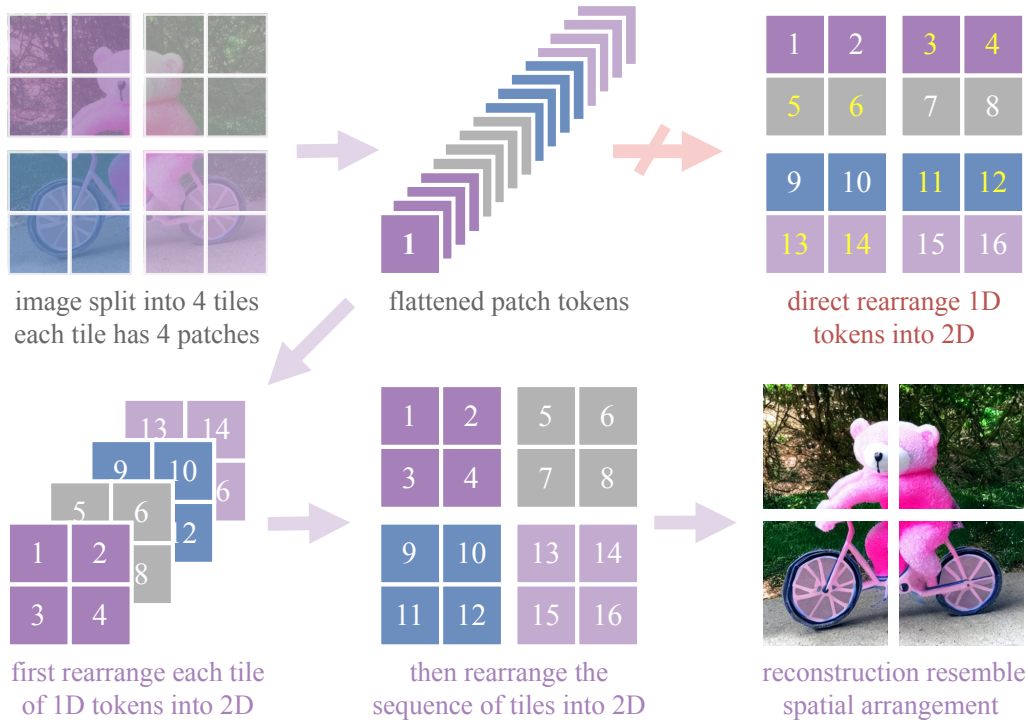 1 2 3 4
5 6 7 8
1
9 10 11 12
13 14 15 16
image split into 4 tiles
each tile has 4 patches
flattened patch tokens
direct rearrange 1D
tokens into 2D
13 14
6
9 10
12
5 6
8
1 2
3 4
1 2 5 6
3 4 7 8
9 10 13 14
11 12 15 16
first rearrange each tile
of 1D tokens into 2D
then rearrange the
sequence of tiles into 2D
reconstruction resemble
spatial arrangement